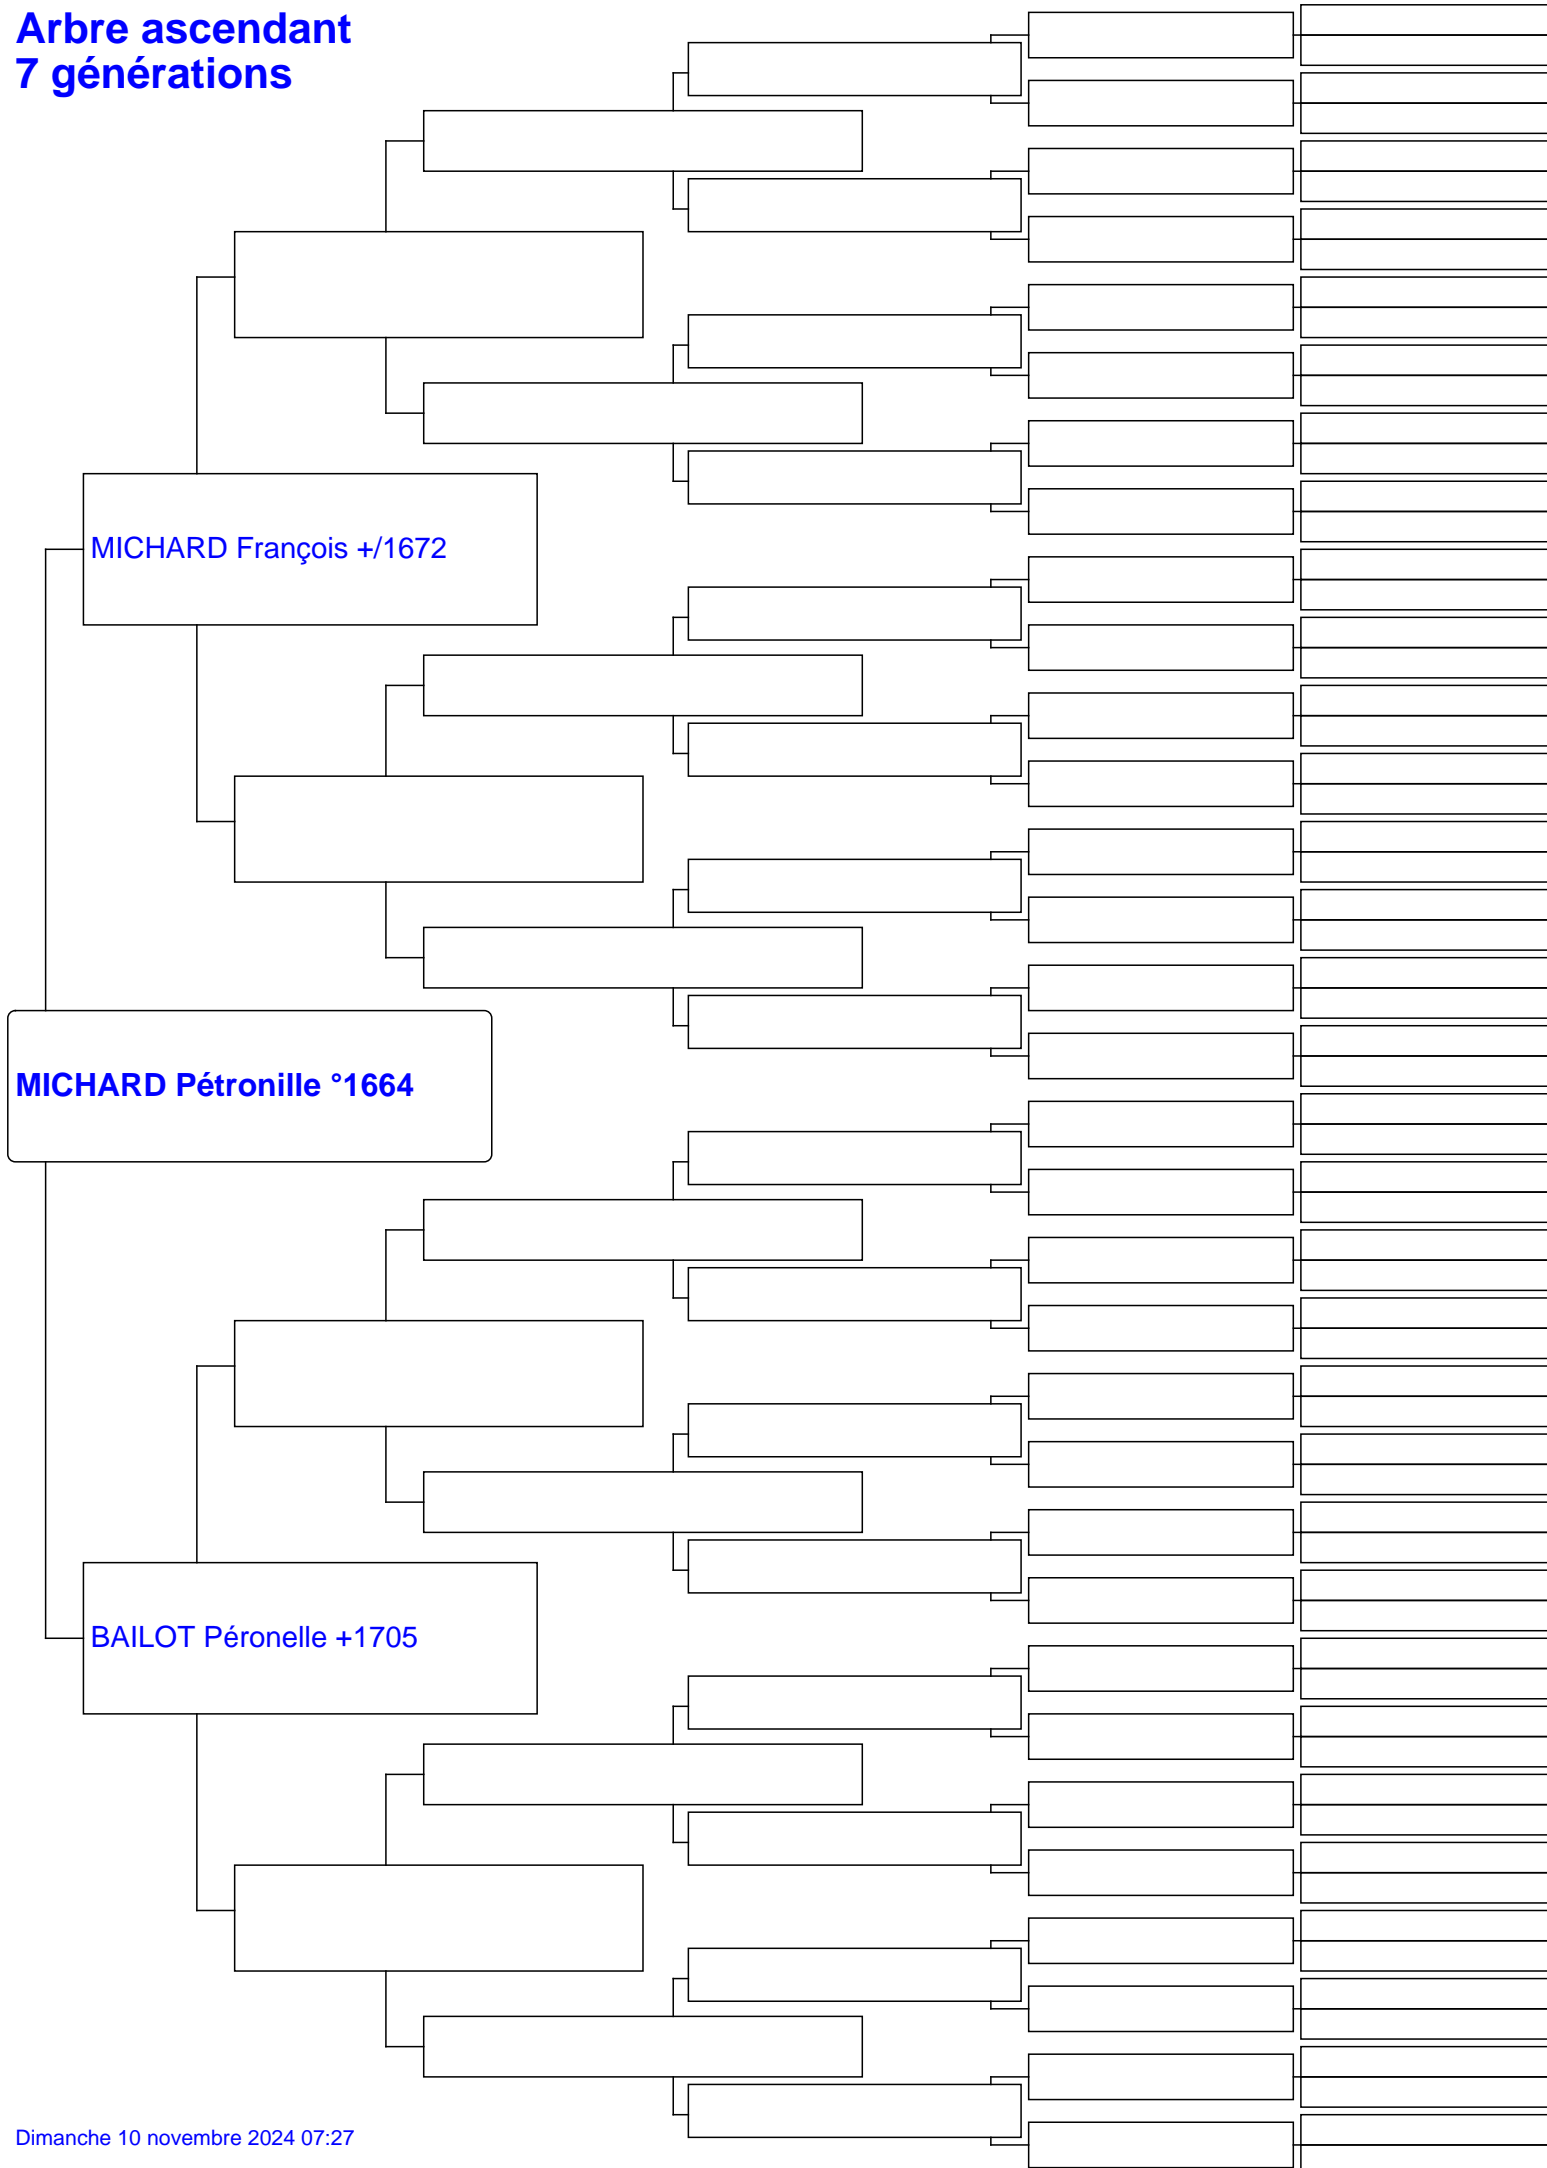 Arbre ascendant
7 générations
MICHARD François +/1672
MICHARD Pétronille °1664
BAILOT Péronelle +1705
Dimanche 10 novembre 2024 07:27